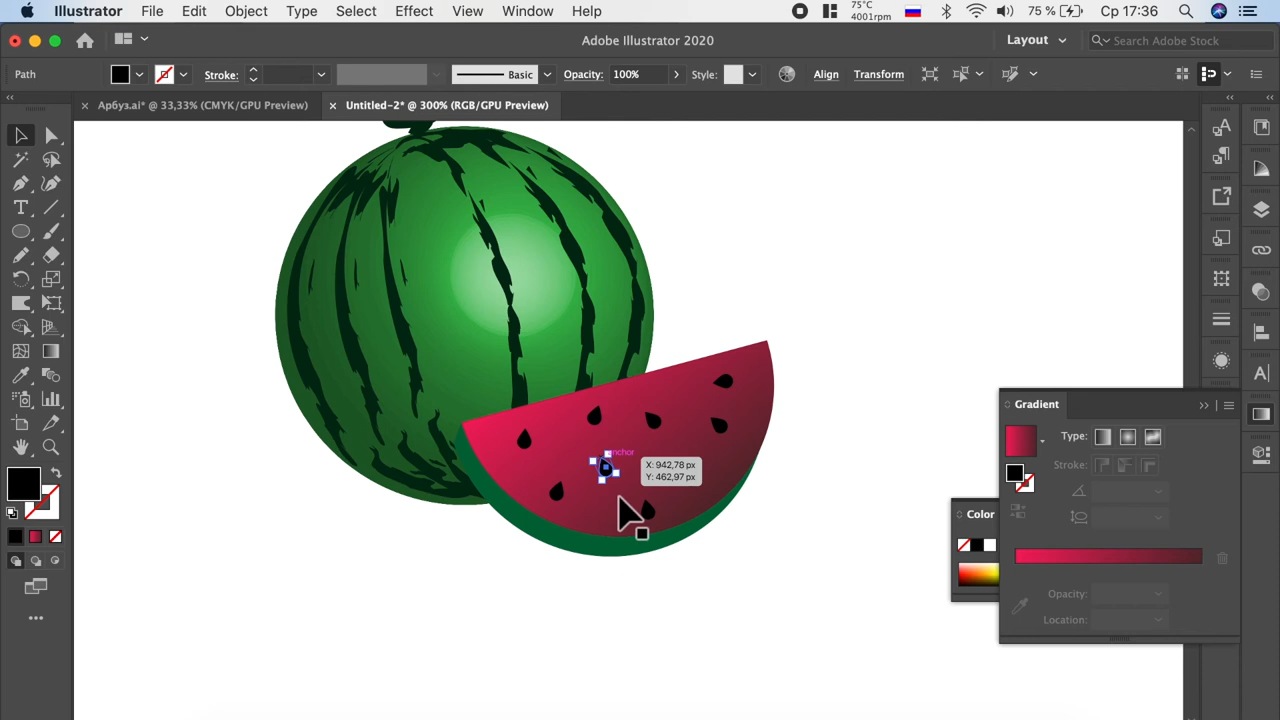 Illustrator File Edit Object Type Select Effect View Window Help
75°C
4001rpm
75 %
Ср 17:36
Adobe Illustrator 2020
Layout
Search Adobe Stock
Path
Stroke:
Basic
Opacity: 100%
Style:
Align
Transform
Арбуз.ai* @ 33,33% (CMYK/GPU Preview)
Untitled-2* @ 300% (RGB/GPU Preview)
anchor
X: 942,78 px
Y: 462,97 px
Gradient
Type:
Stroke:
Color
Opacity:
Location: